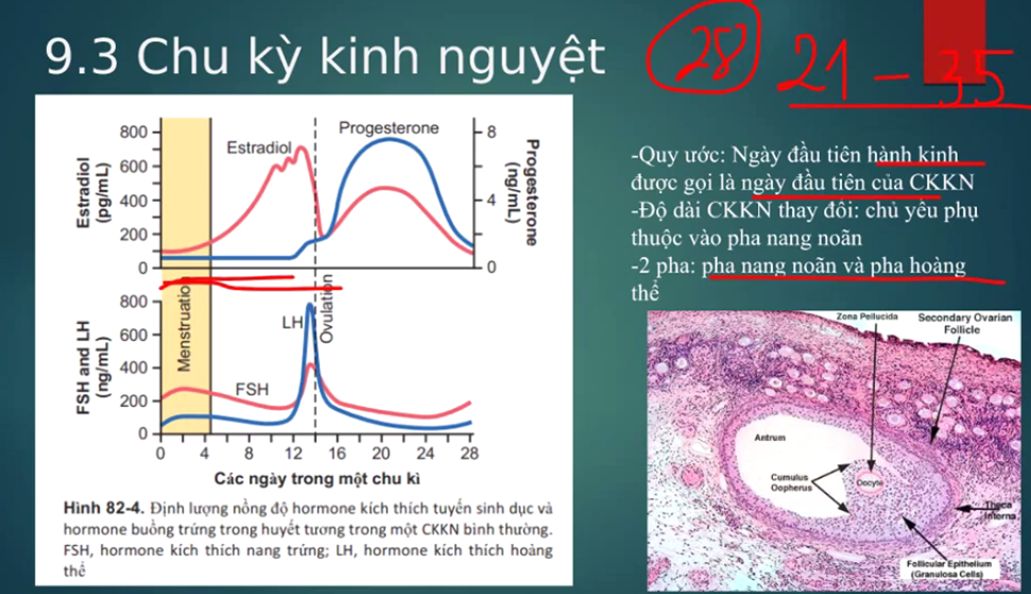 9.3 Chu kỳ kinh nguyệt
28
21 - 35
800
600
400
200
0
Estradiol
(pg/mL)
Estradiol
Progesterone
8
4
0
Progesterone
(ng/mL)
-Quy ước: Ngày đầu tiên hành kinh
được gọi là ngày đầu tiên của CKKN
-Độ dài CKKN thay đổi: chủ yếu phụ
thuộc vào pha nang noãn
-2 pha: pha nang noãn và pha hoàng
thể
800
600
400
200
0
FSH and LH
(ng/mL)
Menstruation
LH
FSH
Ovulation
0 4 8 12 16 20 24 28
Các ngày trong một chu kì
Hình 82-4. Định lượng nồng độ hormone kích thích tuyến sinh dục và
hormone buồng trứng trong huyết tương trong một CKKN bình thường.
FSH, hormone kích thích nang trứng; LH, hormone kích thích hoàng
thể
Zona Pellucida
Secondary Ovarian
Follicle
Antrum
Cumulus
Oopherus
Oocyte
Theca
Interna
Follicular Epithelium
(Granulosa Cells)